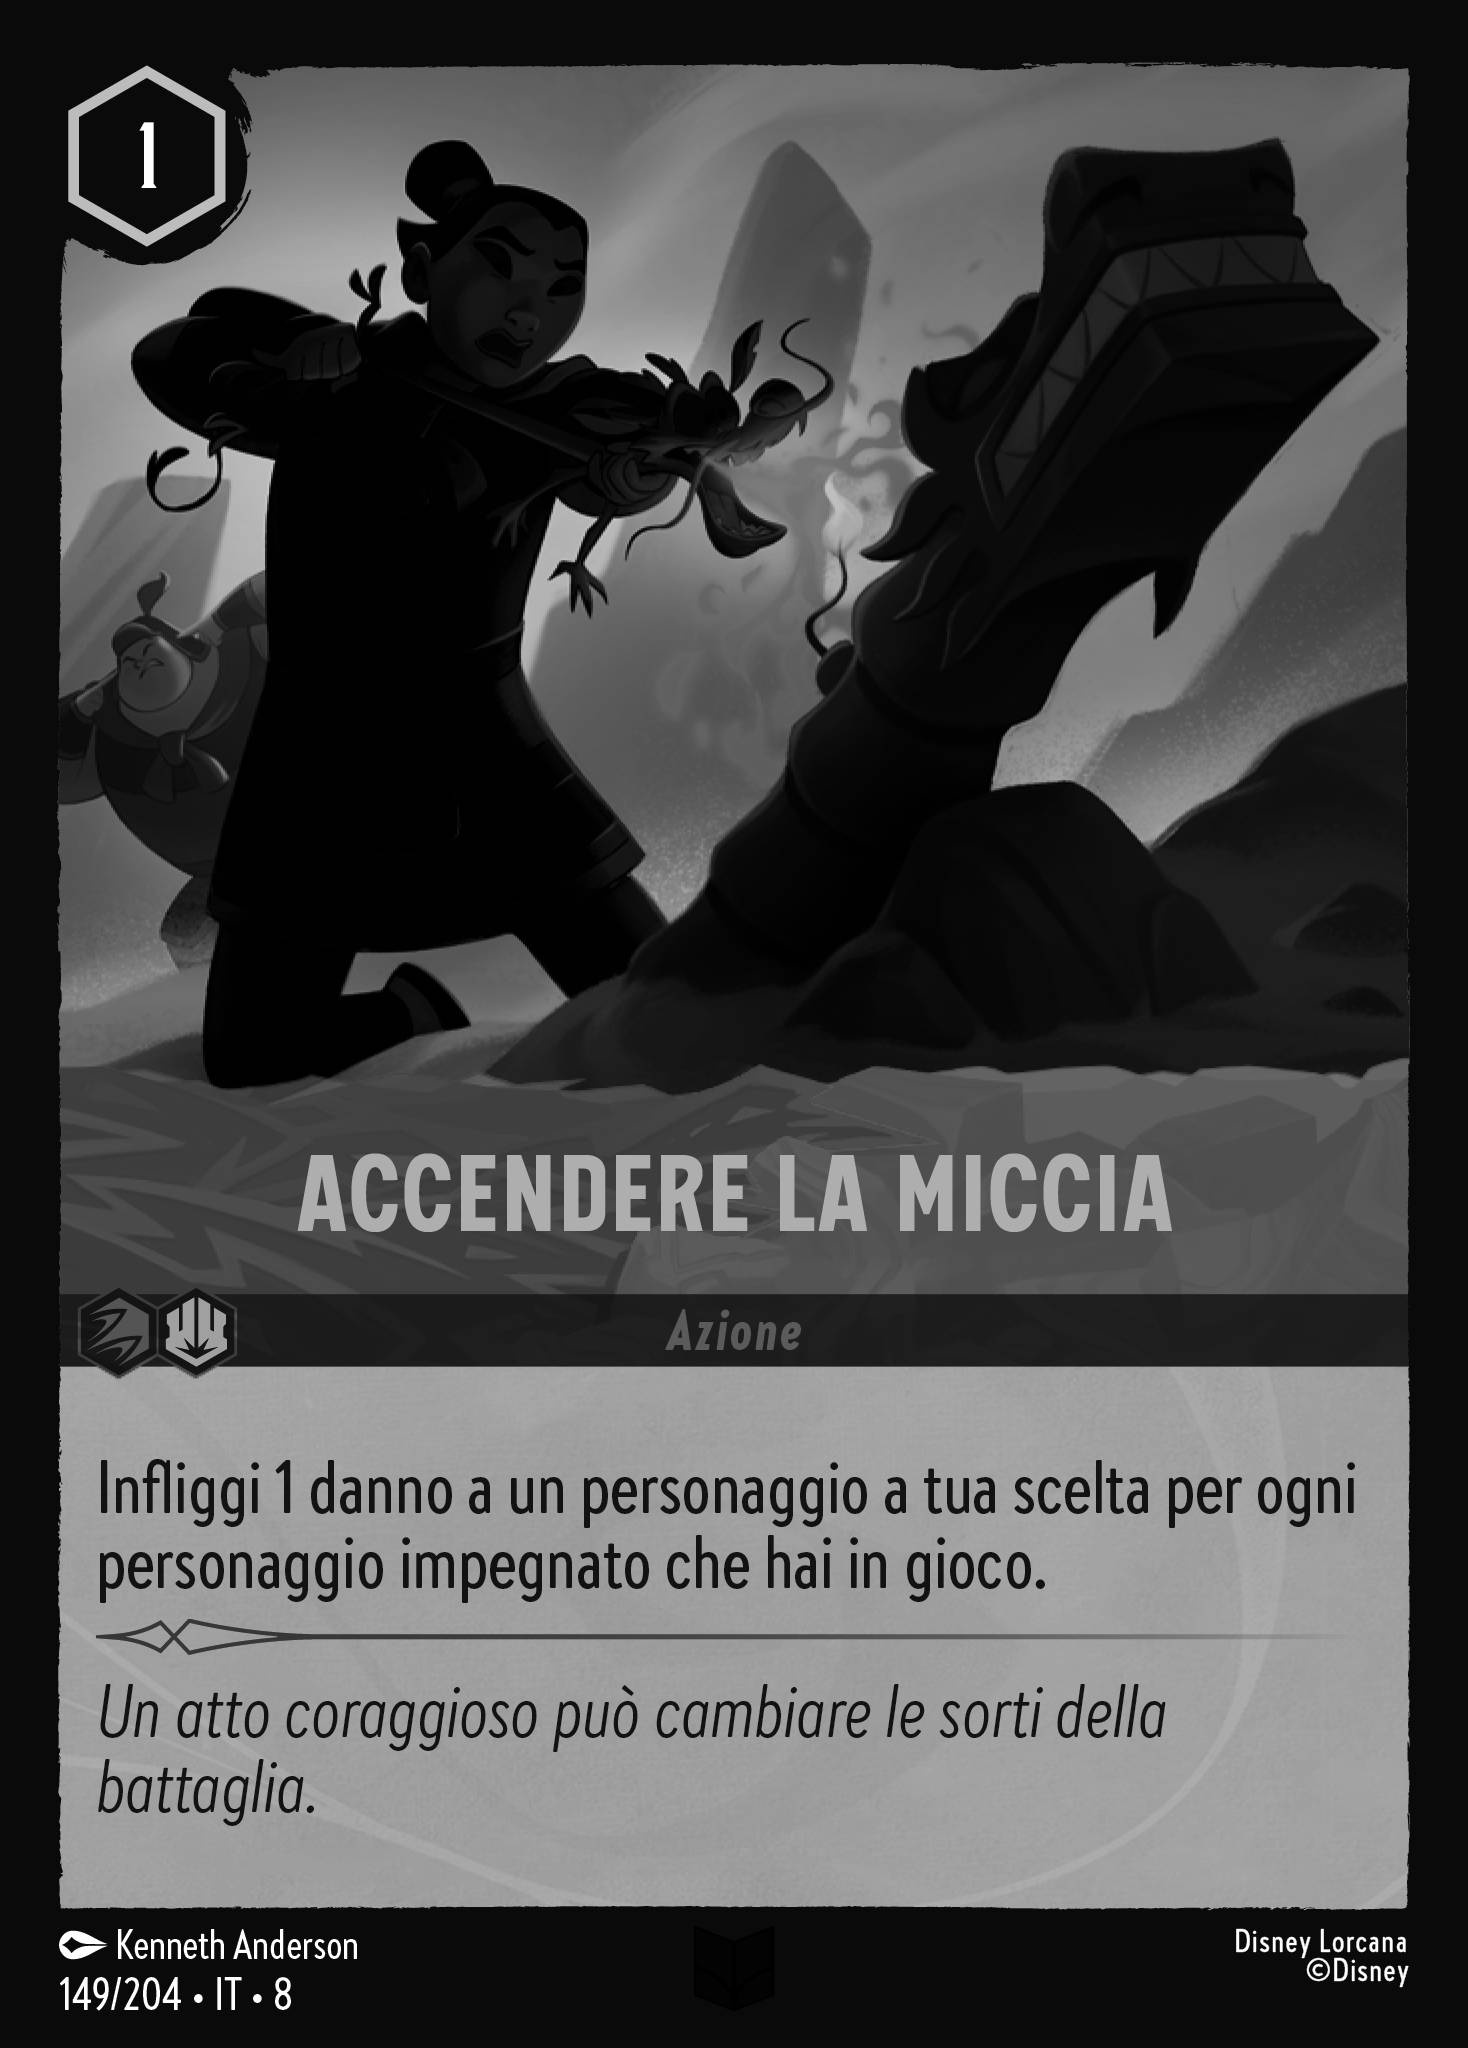 1
ACCENDERE LA MICCIA
Azione
Infliggi 1 danno a un personaggio a tua scelta per ogni
personaggio impegnato che hai in gioco.
Un atto coraggioso può cambiare le sorti della
battaglia.
Kenneth Anderson
149/204 • IT • 8
Disney Lorcana
©Disney